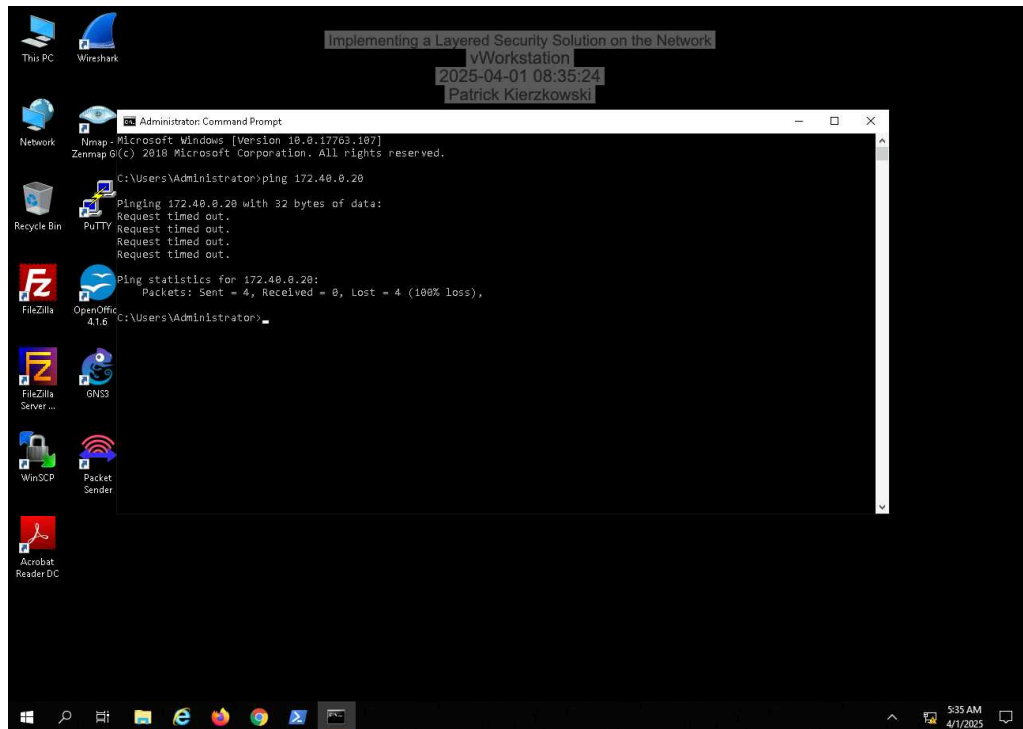 Implementing a Layered Security Solution on the Network
vWorkstation
2025-04-01 08:35:24
Patrick Kierzkowski
This PC
Wireshark
Network
Nmap -
Zenmap G
Recycle Bin
PuTTY
FileZilla
OpenOffic
4.1.6
FileZilla
Server ...
GNS3
WinSCP
Packet
Sender
Acrobat
Reader DC
Administrator: Command Prompt
Microsoft Windows [Version 10.0.17763.107]
(c) 2018 Microsoft Corporation. All rights reserved.
C:\Users\Administrator>ping 172.40.0.20
Pinging 172.40.0.20 with 32 bytes of data:
Request timed out.
Request timed out.
Request timed out.
Request timed out.
Ping statistics for 172.40.0.20:
Packets: Sent = 4, Received = 0, Lost = 4 (100% loss),
C:\Users\Administrator>
5:35 AM
4/1/2025